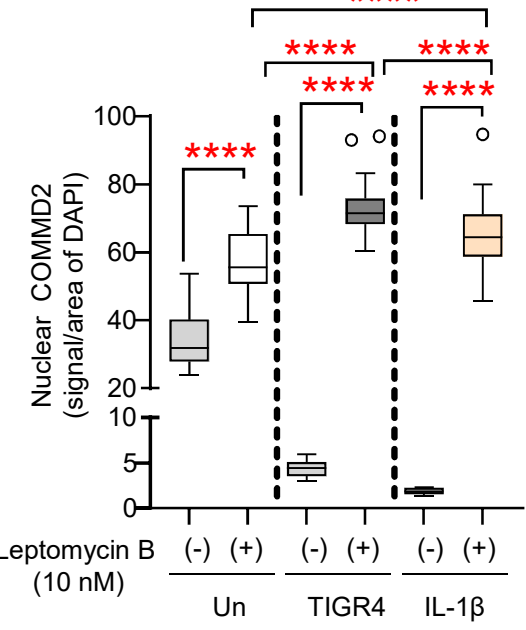 ****
**** ****
**** ****
****
100
80
60
40
20
10
5
0
Nuclear COMMD2
(signal/area of DAPI)
Leptomycin B (-) (+) (-) (+) (-) (+)
(10 nM)
Un TIGR4 IL-1β